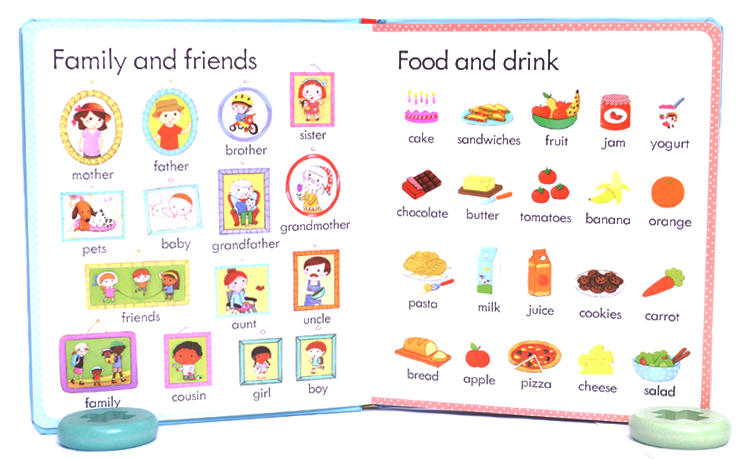 Family and friends
mother
father
brother
sister
pets
baby
grandfather
grandmother
friends
aunt
uncle
family
cousin
girl
boy
Food and drink
cake
sandwiches
fruit
jam
yogurt
chocolate
butter
tomatoes
banana
orange
pasta
milk
juice
cookies
carrot
bread
apple
pizza
cheese
salad